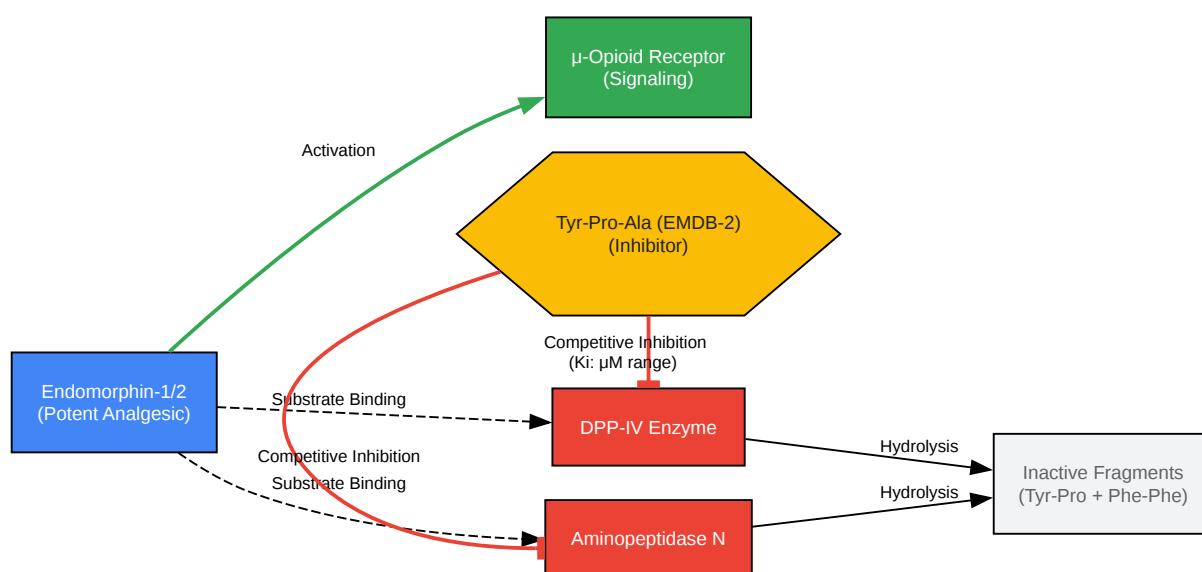 μ-Opioid Receptor
(Signaling)
Activation
Tyr-Pro-Ala (EMDB-2)
(Inhibitor)
Competitive Inhibition
(Ki: μM range)
Endomorphin-1/2
(Potent Analgesic)
Substrate Binding
DPP-IV Enzyme
Hydrolysis
Competitive Inhibition
Substrate Binding
Inactive Fragments
(Tyr-Pro + Phe-Phe)
Hydrolysis
Aminopeptidase N